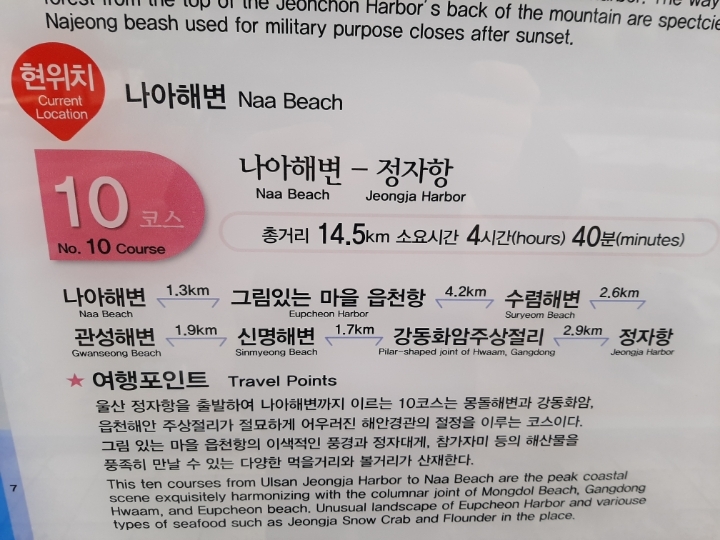 forest from the top of the Jeonchon Harbor's back of the mountain are spectcie
Najeong beash used for military purpose closes after sunset.
현위치
Current
Location
나아해변 Naa Beach
10 코스
No. 10 Course
나아해변 – 정자항
Naa Beach Jeongja Harbor
총거리 14.5km 소요시간 4시간(hours) 40분(minutes)
나아해변 1.3km 그림있는 마을 읍천항 4.2km 수렴해변 2.6km
Naa Beach Eupcheon Harbor Suryeom Beach
관성해변 1.9km 신명해변 1.7km 강동화암주상절리 2.9km 정자항
Gwanseong Beach Sinmyeong Beach Pilar-shaped joint of Hwaam, Gangdong Jeongja Harbor
★ 여행포인트 Travel Points
울산 정자항을 출발하여 나아해변까지 이르는 10코스는 몽돌해변과 강동화암,
읍천해안 주상절리가 절묘하게 어우러진 해안경관의 절정을 이루는 코스이다.
그림 있는 마을 읍천항의 이색적인 풍경과 정자대게, 참가자미 등의 해산물을
풍족히 만날 수 있는 다양한 먹을거리와 볼거리가 산재한다.
This ten courses from Ulsan Jeongja Harbor to Naa Beach are the peak coastal
scene exquisitely harmonizing with the columnar joint of Mongdol Beach, Gangdong
Hwaam, and Eupcheon beach. Unusual landscape of Eupcheon Harbor and variouse
types of seafood such as Jeongja Snow Crab and Flounder in the place.
7